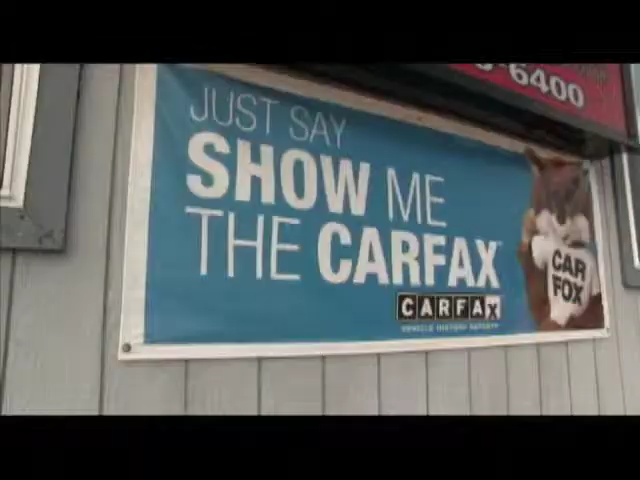 -6400
JUST SAY
SHOW ME
THE CARFAX
CARFAX
VEHICLE HISTORY REPORTS
CAR
FOX